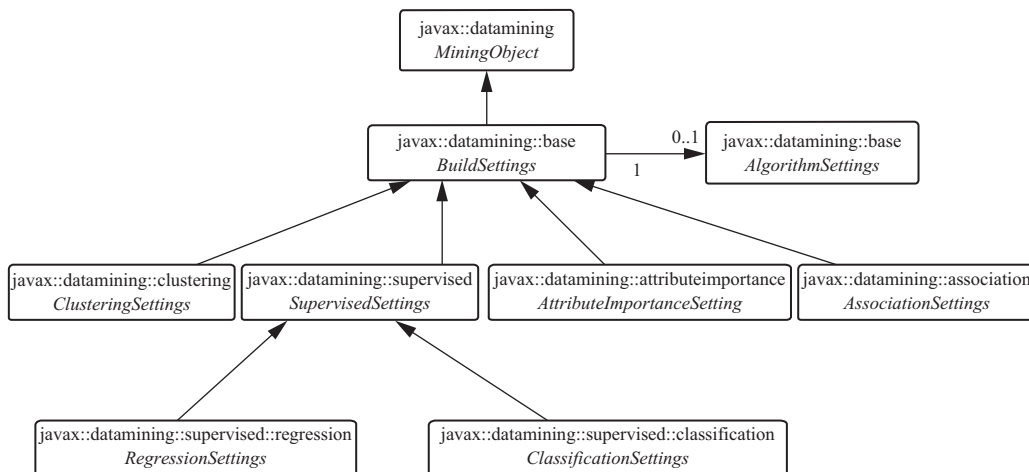 javax::datamining
MiningObject
javax::datamining::base
BuildSettings
0..1
1
javax::datamining::base
AlgorithmSettings
javax::datamining::clustering
ClusteringSettings
javax::datamining::supervised
SupervisedSettings
javax::datamining::attributeimportance
AttributeImportanceSetting
javax::datamining::association
AssociationSettings
javax::datamining::supervised::regression
RegressionSettings
javax::datamining::supervised::classification
ClassificationSettings